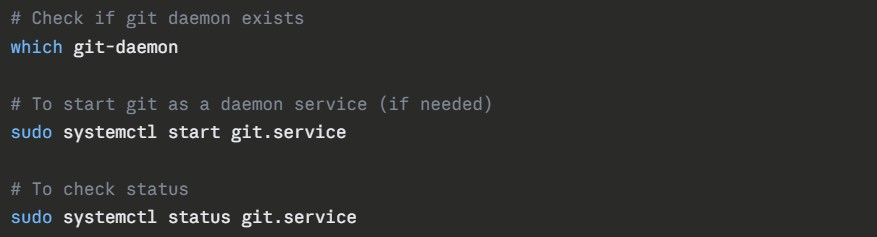 # Check if git daemon exists
which git-daemon
# To start git as a daemon service (if needed)
sudo systemctl start git.service
# To check status
sudo systemctl status git.service